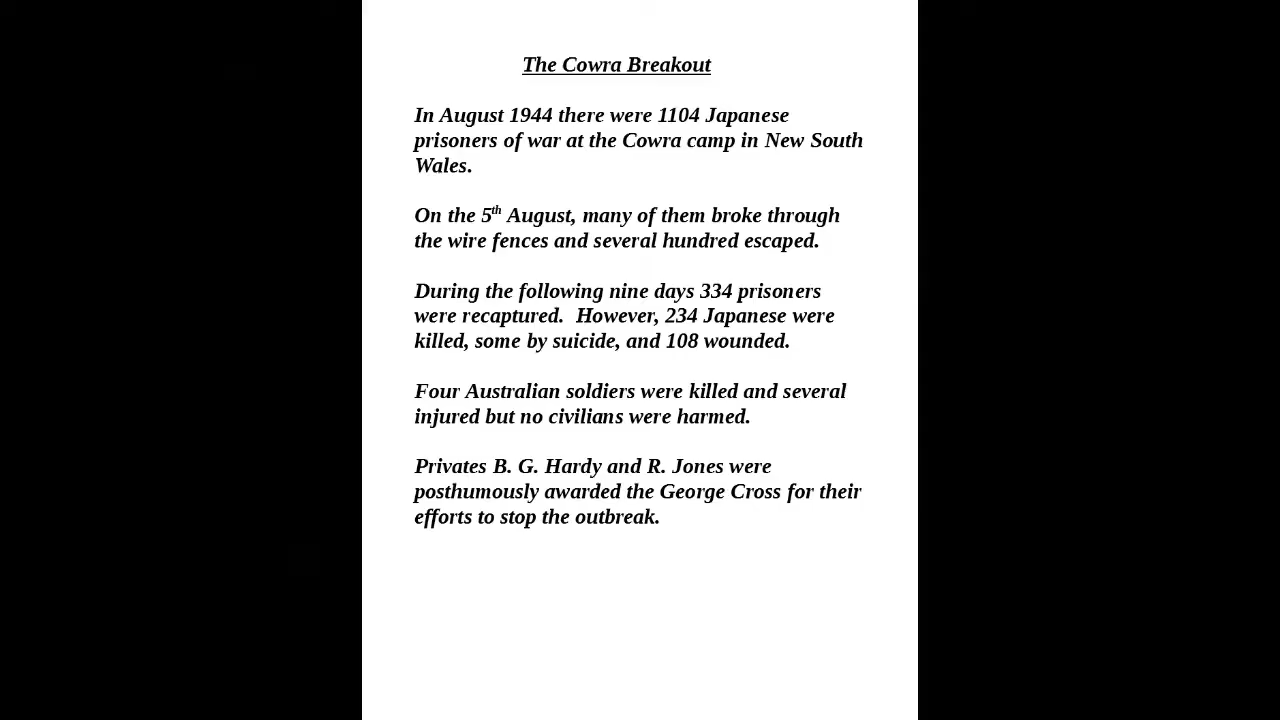 The Cowra Breakout
In August 1944 there were 1104 Japanese
prisoners of war at the Cowra camp in New South
Wales.
On the 5th August, many of them broke through
the wire fences and several hundred escaped.
During the following nine days 334 prisoners
were recaptured.  However, 234 Japanese were
killed, some by suicide, and 108 wounded.
Four Australian soldiers were killed and several
injured but no civilians were harmed.
Privates B. G. Hardy and R. Jones were
posthumously awarded the George Cross for their
efforts to stop the outbreak.